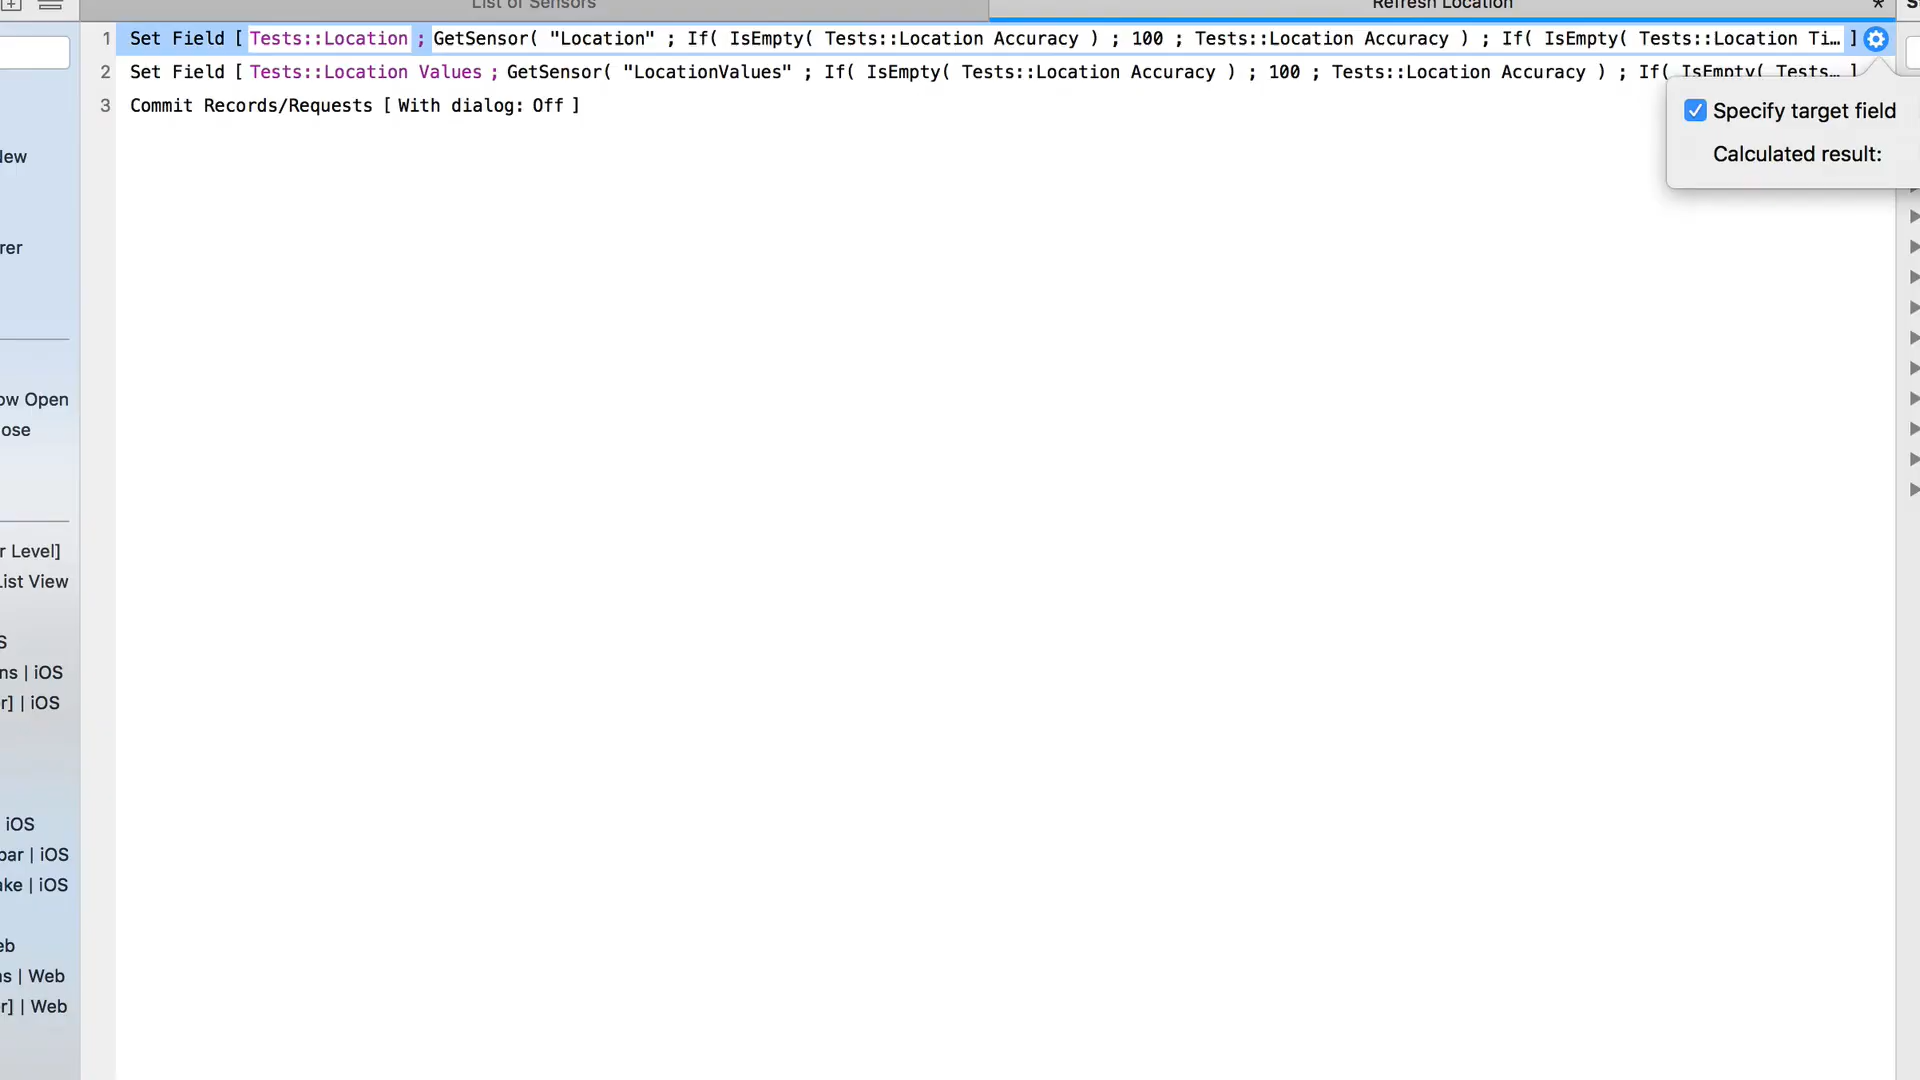 List of Sensors
Refresh Location
1 Set Field [ Tests::Location ; GetSensor( "Location" ; If( IsEmpty( Tests::Location Accuracy ) ; 100 ; Tests::Location Accuracy ) ; If( IsEmpty( Tests::Location Ti… ]
2 Set Field [ Tests::Location Values ; GetSensor( "LocationValues" ; If( IsEmpty( Tests::Location Accuracy ) ; 100 ; Tests::Location Accuracy ) ; If( IsEmpty( Tests… ]
3 Commit Records/Requests [ With dialog: Off ]
Specify target field
Calculated result:
rer
ow Open
ose
r Level]
List View
S
ns | iOS
r] | iOS
iOS
bar | iOS
ake | iOS
eb
ns | Web
r] | Web